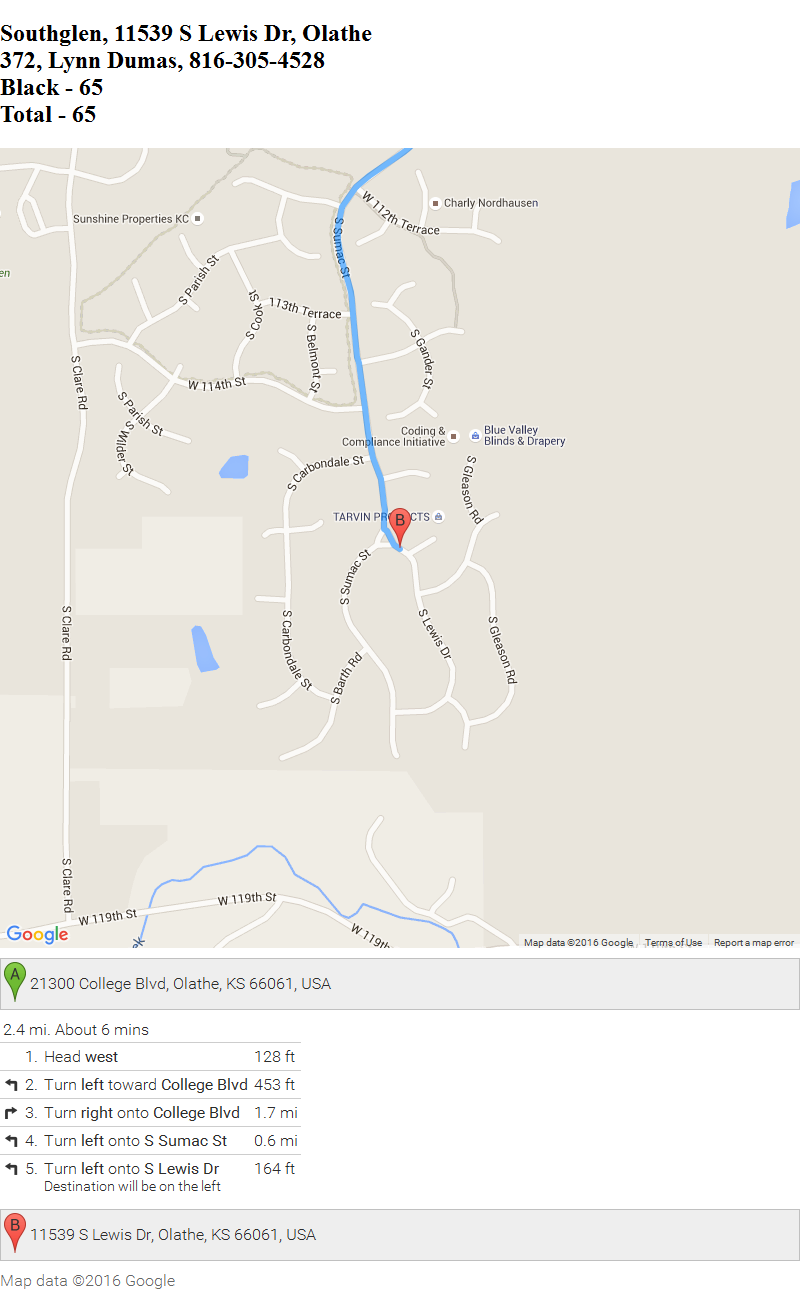 Southglen, 11539 S Lewis Dr, Olathe
372, Lynn Dumas, 816-305-4528
Black - 65
Total - 65
Charly Nordhausen
W 112th Terrace
Sunshine Properties KC
S Sumac St
en
S Parish St
S Cook St
113th Terrace
S Belmont St
S Gander St
S Clare Rd
W 114th St
S Parish St
S Wilder St
Coding &
Compliance Initiative
Blue Valley
Blinds & Drapery
S Carbondale St
S Gleason Rd
TARVIN PR
CTS
B
S Sumac St
S Clare Rd
S Carbondale St
S Lewis Dr
S Gleason Rd
S Barth Rd
S Clare Rd
W 119th St
W 119th St
W 119th
ek
Google
Map data ©2016 Google
Terms of Use
Report a map error
A
21300 College Blvd, Olathe, KS 66061, USA
2.4 mi. About 6 mins
1. Head west 128 ft
2. Turn left toward College Blvd 453 ft
3. Turn right onto College Blvd 1.7 mi
4. Turn left onto S Sumac St 0.6 mi
5. Turn left onto S Lewis Dr 164 ft
Destination will be on the left
B
11539 S Lewis Dr, Olathe, KS 66061, USA
Map data ©2016 Google